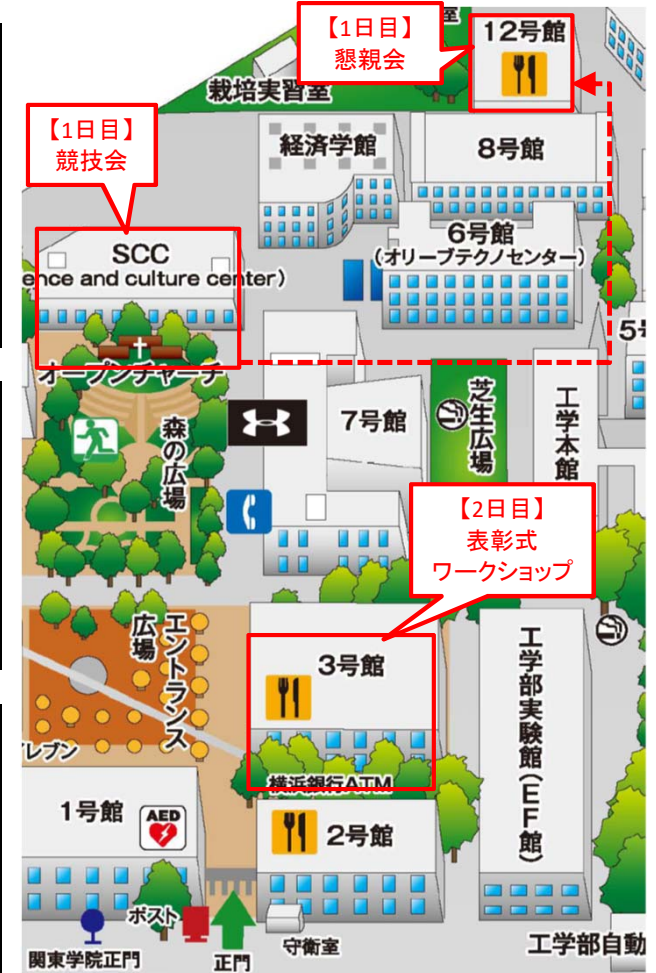 【1日目】
懇親会
室
12号館
栽培実習室
【1日目】
競技会
経済学館
8号館
SCC
ence and culture center)
6号館
(オリーブテクノセンター)
5号
オープンチャーチ
森の広場
7号館
芝生広場
工学本館
【2日目】
表彰式
ワークショップ
エントランス
広場
3号館
工学部実験館(EF館)
ブレブン
横浜銀行ATM
1号館
AED
2号館
ポスト
守衛室
関東学院正門
正門
工学部自動